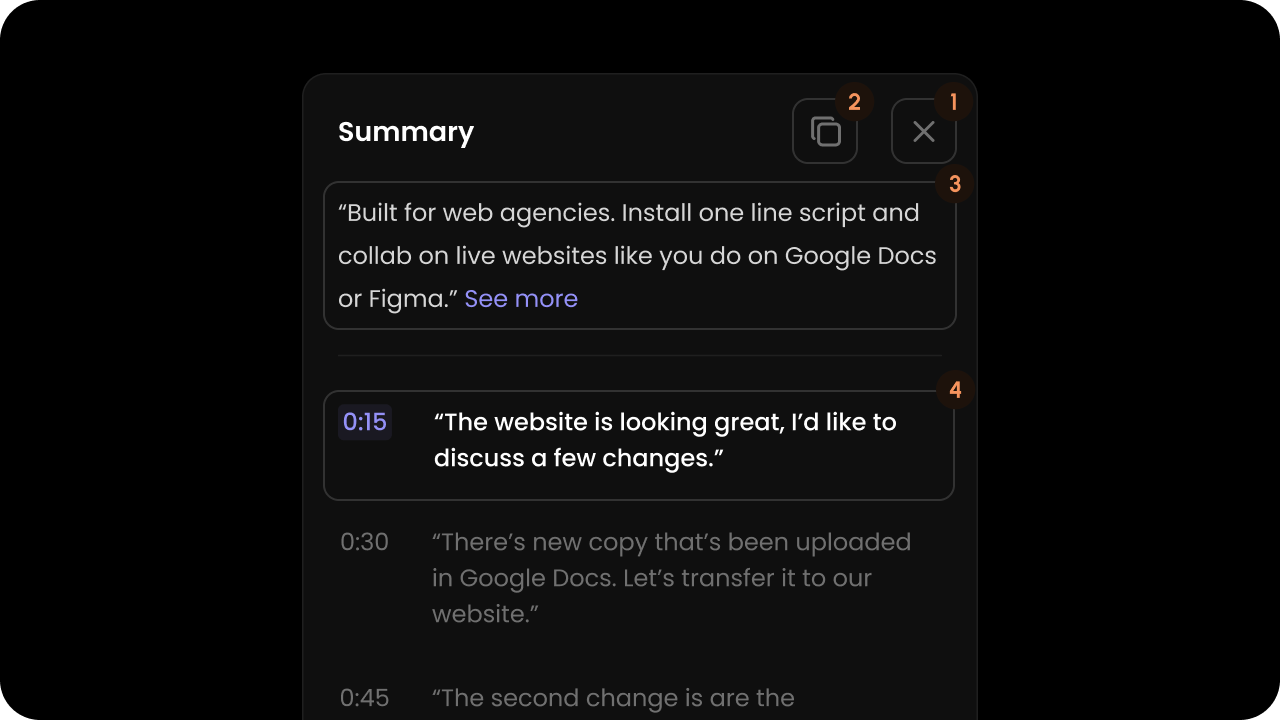 2
1
Summary
3
“Built for web agencies. Install one line script and
collab on live websites like you do on Google Docs
or Figma.” See more
4
0:15 “The website is looking great, I’d like to
discuss a few changes.”
0:30 “There’s new copy that’s been uploaded
in Google Docs. Let’s transfer it to our
website.”
0:45 “The second change is are the